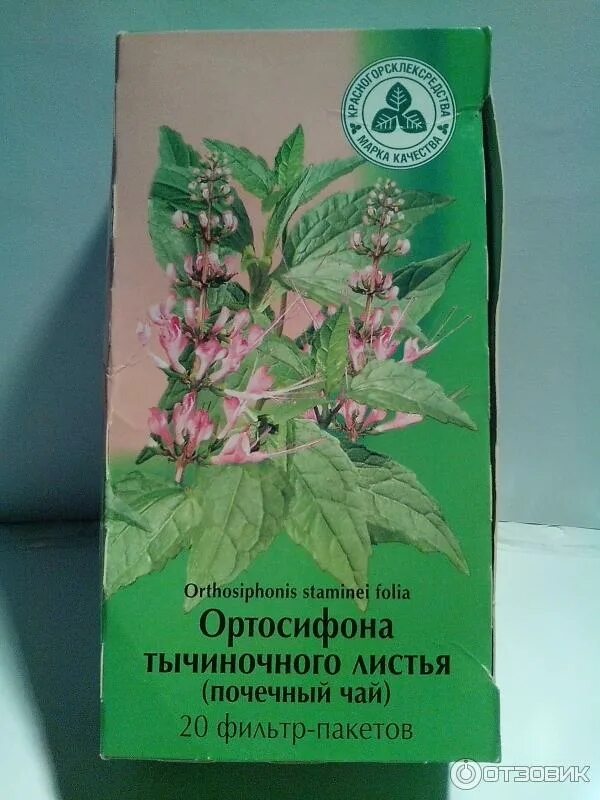 КРАСНОГОРСКЛЕКСРЕДСТВА
МАРКА КАЧЕСТВА
Orthosiphonis staminei folia
Ортосифона
тычиночного листья
(почечный чай)
20 фильтр-пакетов
ОТЗОВИК